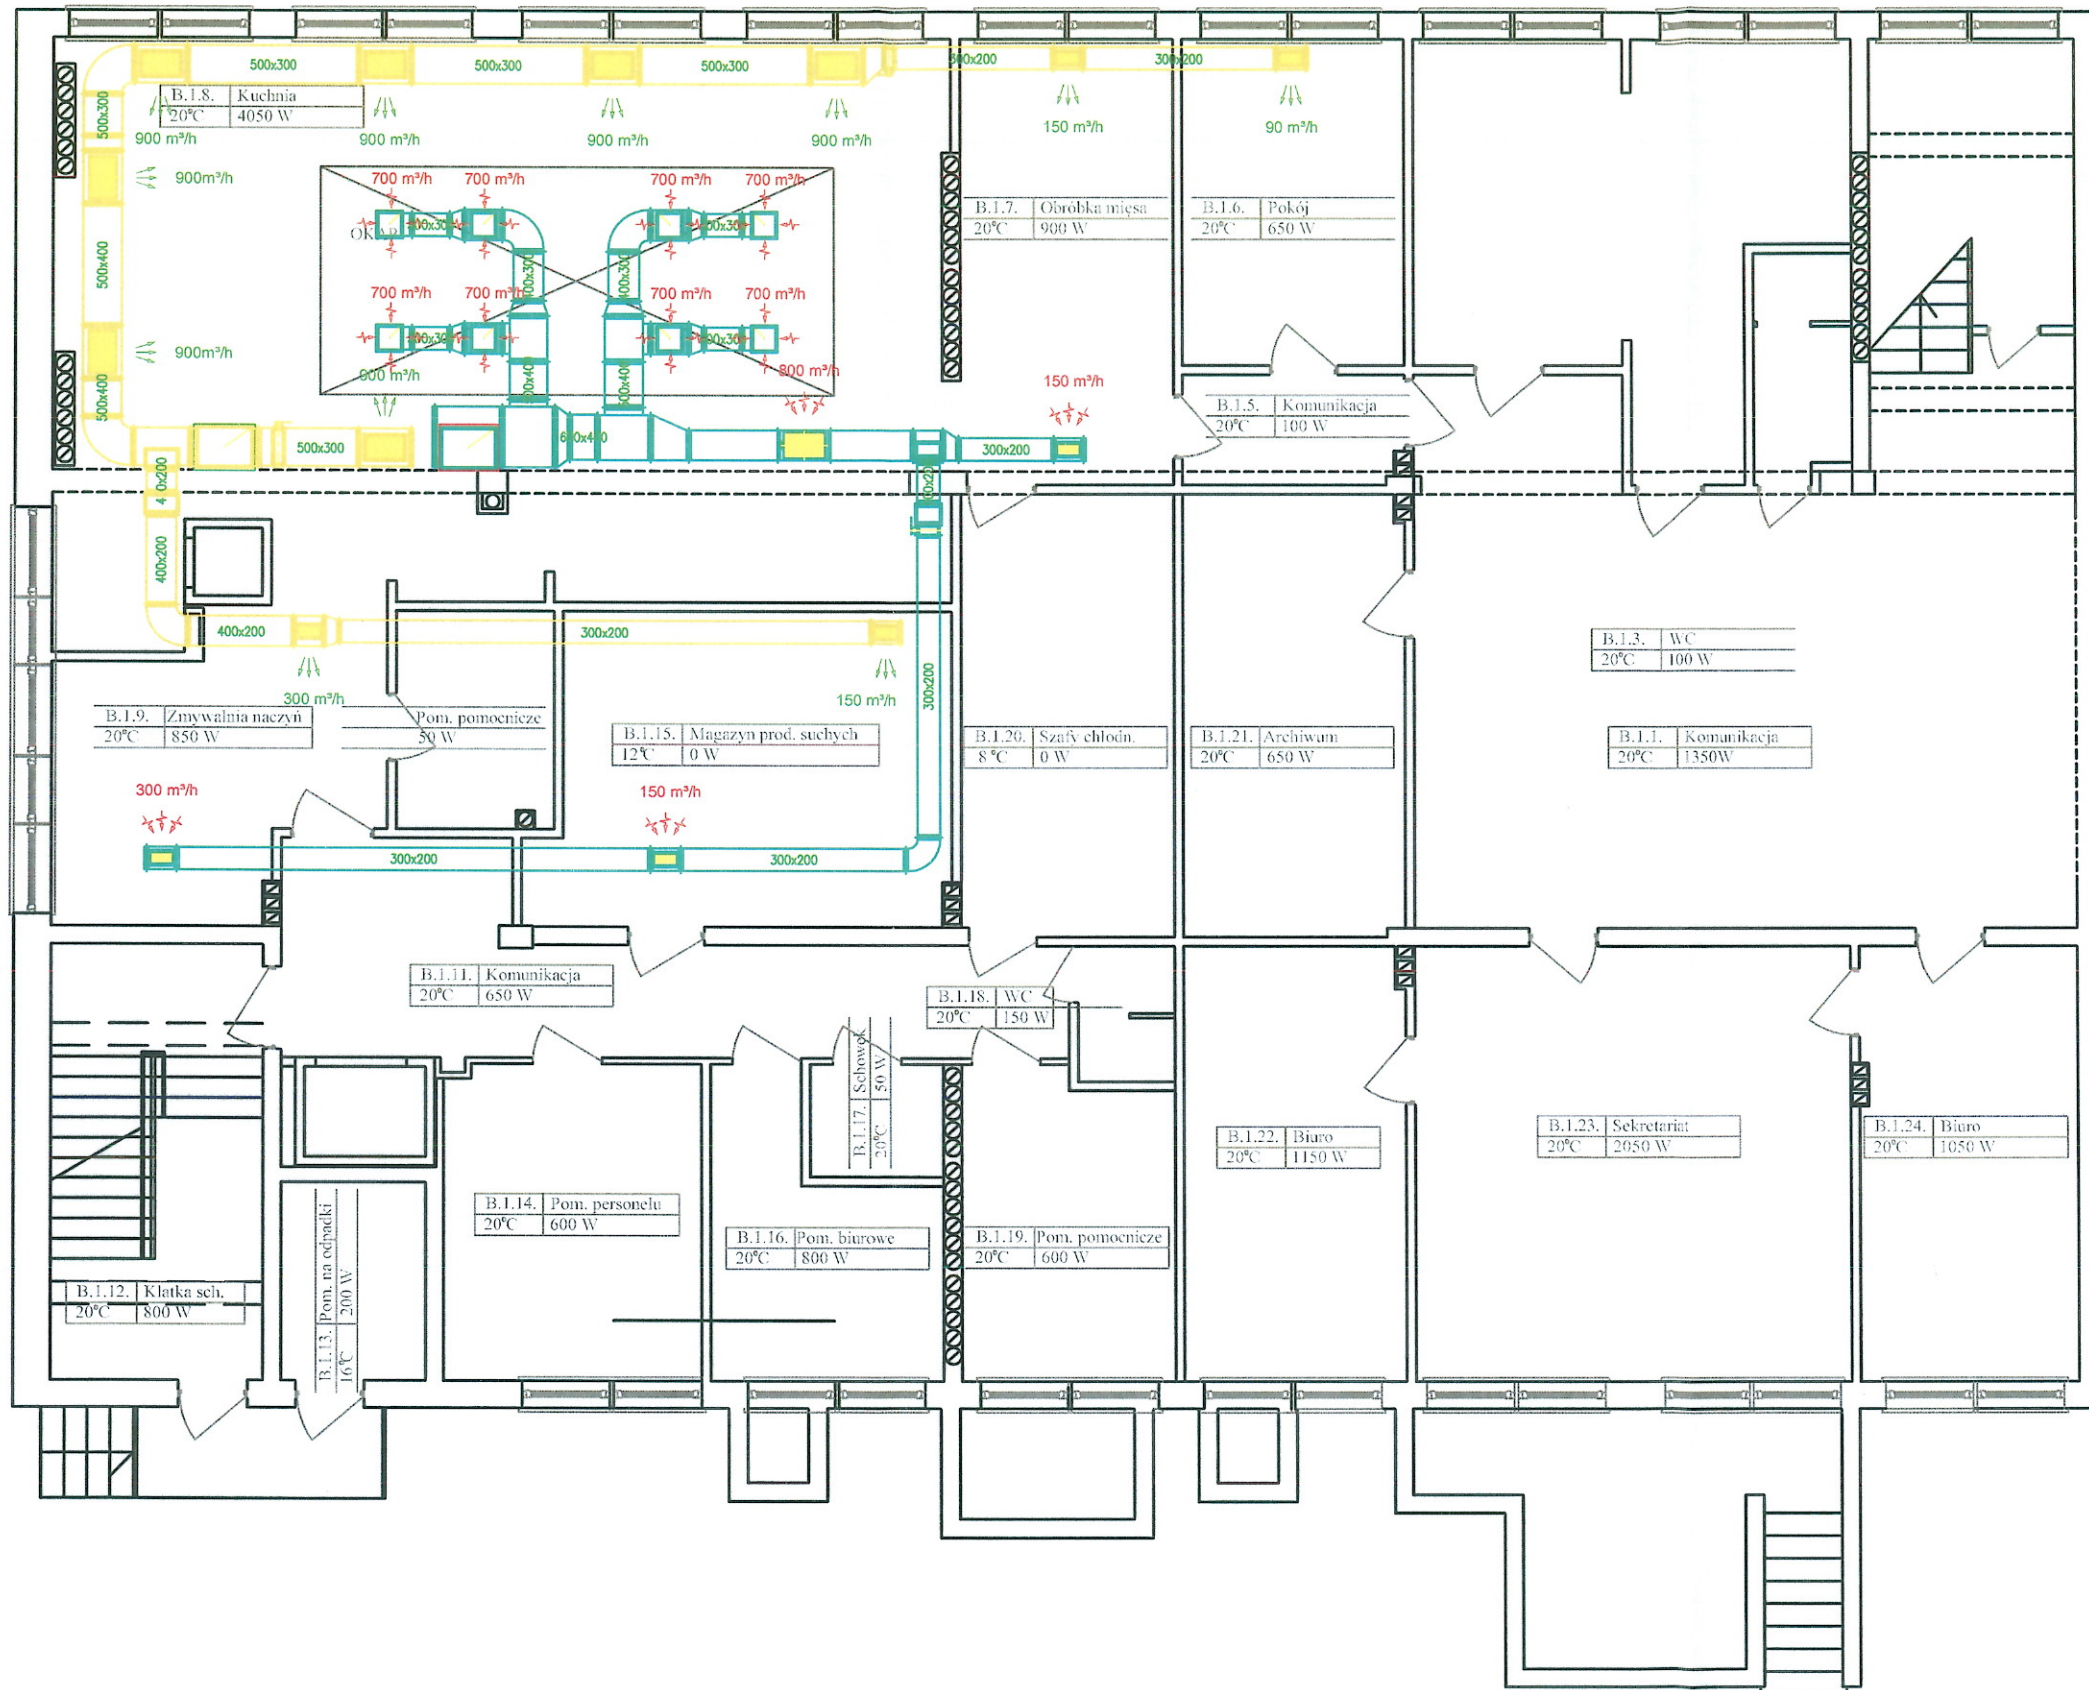 500x300
500x300
500x300
300x200
300x200
B.1.8. Kuchnia
20°C 4050 W
500x300
900 m³/h
900 m³/h
900 m³/h
900 m³/h
150 m³/h
90 m³/h
900m³/h
700 m³/h
700 m³/h
700 m³/h
700 m³/h
B.1.7. Obróbka mięsa
20°C 900 W
B.1.6. Pokój
20°C 650 W
500x400
400x300
400x300
700 m³/h
700 m³/h
700 m³/h
700 m³/h
900m³/h
900 m³/h
800 m³/h
150 m³/h
500x400
B.1.5. Komunikacja
20°C 100 W
500x300
300x200
400x200
400x200
400x200
300x200
B.1.3. WC
20°C 100 W
300 m³/h
150 m³/h
300x200
B.1.9. Zmywalnia naczyń
20°C 850 W
Pom. pomocnicze
50 W
B.1.15. Magazyn prod. suchych
12°C 0 W
B.1.20. Szafy chłodn.
8 °C 0 W
B.1.21. Archiwum
20°C 650 W
B.1.1. Komunikacja
20°C 1350W
300 m³/h
150 m³/h
300x200
300x200
B.1.11. Komunikacja
20°C 650 W
B.1.18. WC
20°C 150 W
B.1.17. Schowek
20°C 50 W
B.1.22. Biuro
20°C 1150 W
B.1.23. Sekretariat
20°C 2050 W
B.1.24. Biuro
20°C 1050 W
B.1.14. Pom. personelu
20°C 600 W
B.1.16. Pom. biurowe
20°C 800 W
B.1.19. Pom. pomocnicze
20°C 600 W
B.1.12. Klatka sch.
20°C 800 W
B.1.13. Pom. na odpadki
16°C 200 W